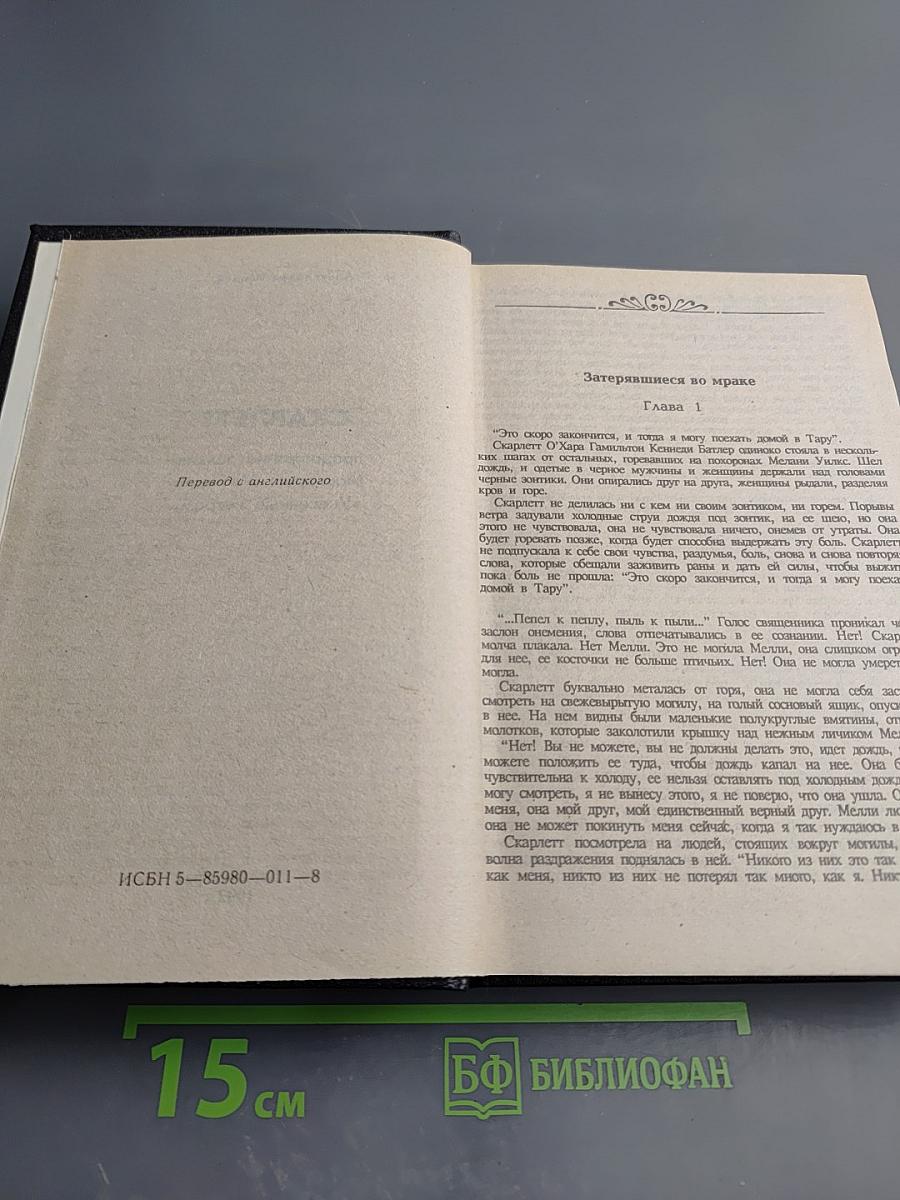 Перевод с английского
ИСБН 5—85980—011—8
Затерявшиеся во мраке
Глава 1
“Это скоро закончится, и тогда я могу поехать домой в Тару”.
Скарлетт О’Хара Гамильтон Кеннеди Батлер одиноко стояла в несколь-
ких шагах от остальных, горевавших на похоронах Мелани Уилкс. Шел
дождь, и одетые в черное мужчины и женщины держали над головами
черные зонтики. Они опирались друг на друга, женщины рыдали, разделяя
кров и горе.
Скарлетт не делилась ни с кем ни своим зонтиком, ни горем. Порывы
ветра задували холодные струи дождя под зонтик, на ее шею, но она
этого не чувствовала, она не чувствовала ничего, онемев от утраты. Она
будет горевать позже, когда будет способна выдержать эту боль. Скарлетт
не подпускала к себе свои чувства, раздумья, боль, снова и снова повторя
слова, которые обещали заживить раны и дать ей силы, чтобы выжит
пока боль не прошла: “Это скоро закончится, и тогда я могу поеха
домой в Тару”.
“...Пепел к пеплу, пыль к пыли...” Голос священника проникал че
заслон онемения, слова отпечатывались в ее сознании. Нет! Скар
молча плакала. Нет Мелли. Это не могила Мелли, она слишком огр
для нее, ее косточки не больше птичьих. Нет! Она не могла умерет
могла.
Скарлетт буквально металась от горя, она не могла себя зас
смотреть на свежевырытую могилу, на голый сосновый ящик, опус
в нее. На нем видны были маленькие полукруглые вмятины, от
молотков, которые заколотили крышку над нежным личиком Мел
“Нет! Вы не можете, вы не должны делать это, идет дождь,
можете положить ее туда, чтобы дождь капал на нее. Она б
чувствительна к холоду, ее нельзя оставлять под холодным дожд
могу смотреть, я не вынесу этого, я не поверю, что она ушла. О
меня, она мой друг, мой единственный верный друг. Мелли лю
она не может покинуть меня сейчас, когда я так нуждаюсь в
Скарлетт посмотрела на людей, стоящих вокруг могилы,
волна раздражения поднялась в ней. “Никого из них это так
как меня, никто из них не потерял так много, как я. Ник
15 см
БФ БИБЛИОФАН